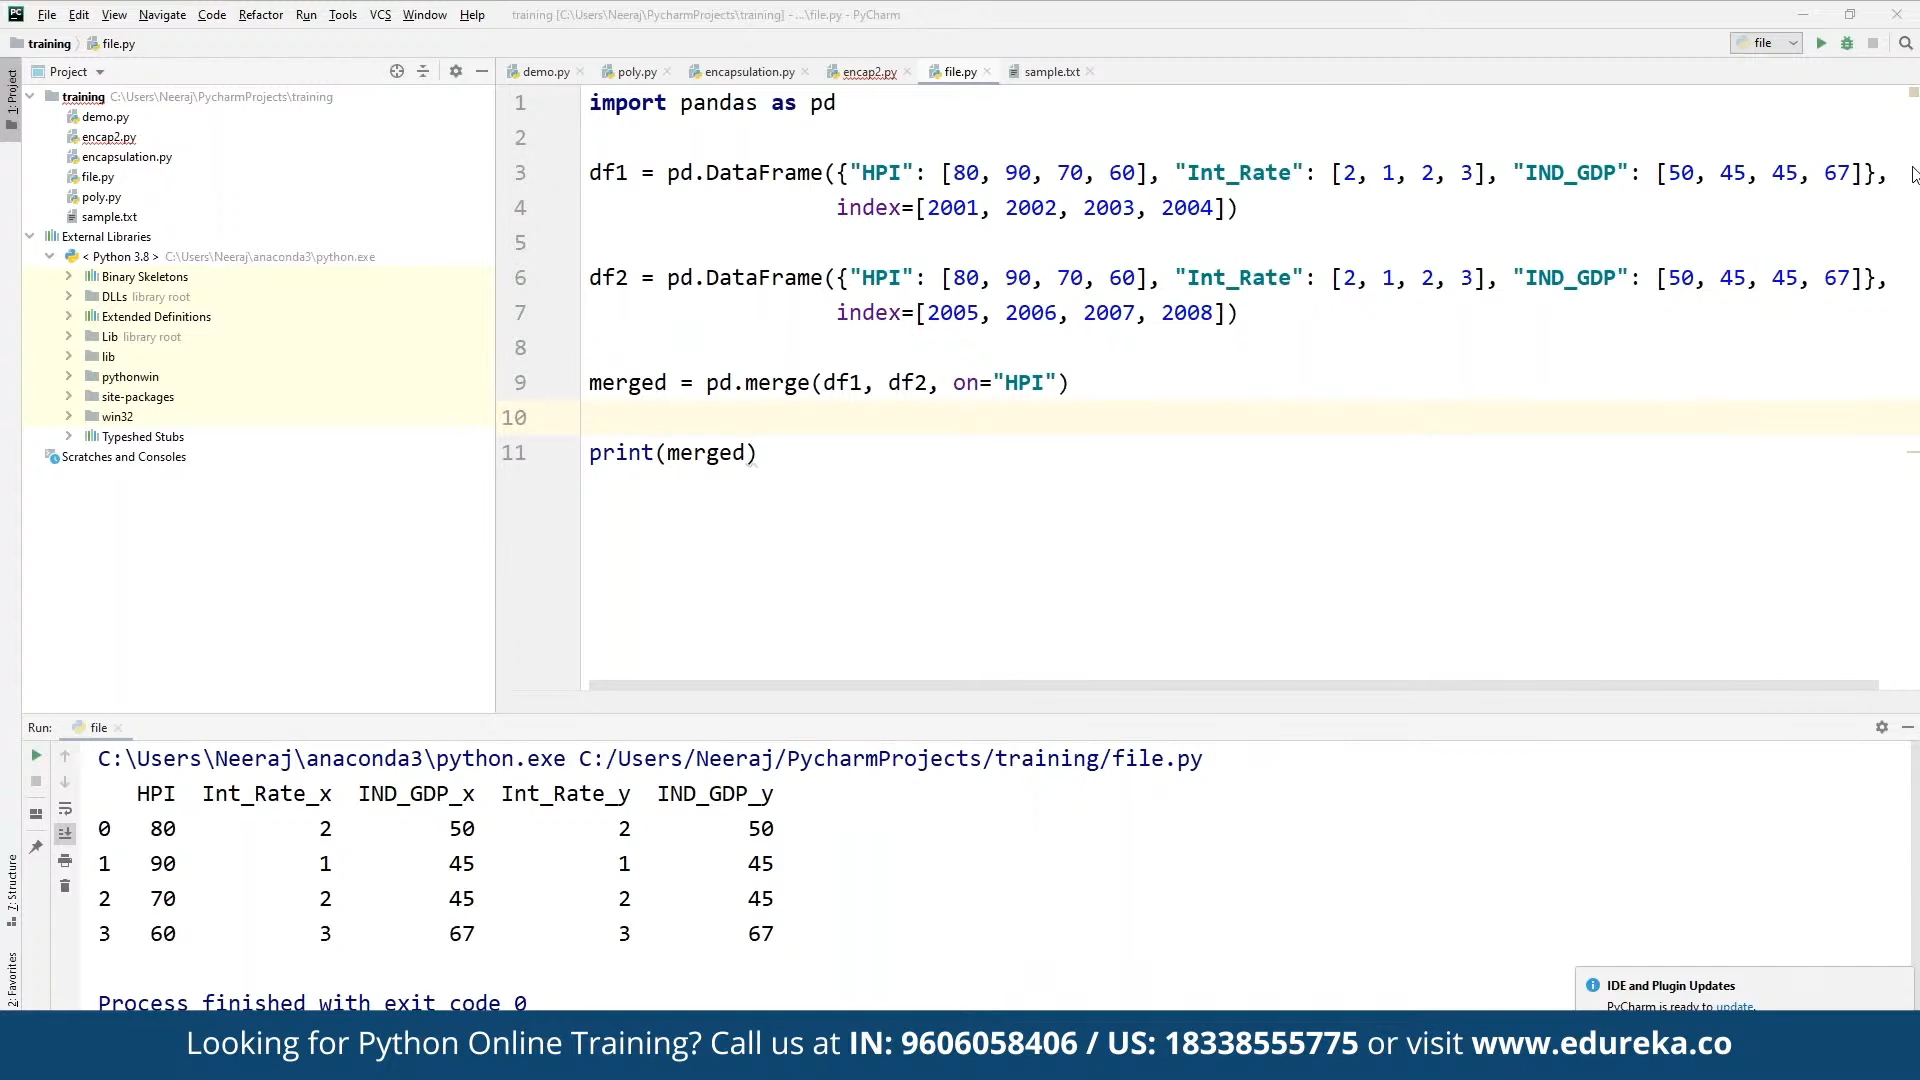 File Edit View Navigate Code Refactor Run Tools VCS Window Help training [C:\Users\Neeraj\PycharmProjects\training] - ...\file.py - PyCharm
training file.py file
1: Project
Project
demo.py poly.py encapsulation.py encap2.py file.py sample.txt
training C:\Users\Neeraj\PycharmProjects\training
demo.py
encap2.py
encapsulation.py
file.py
poly.py
sample.txt
External Libraries
< Python 3.8 > C:\Users\Neeraj\anaconda3\python.exe
Binary Skeletons
DLLs library root
Extended Definitions
Lib library root
lib
pythonwin
site-packages
win32
Typeshed Stubs
Scratches and Consoles
1 import pandas as pd
2
3 df1 = pd.DataFrame({"HPI": [80, 90, 70, 60], "Int_Rate": [2, 1, 2, 3], "IND_GDP": [50, 45, 45, 67]},
4 index=[2001, 2002, 2003, 2004])
5
6 df2 = pd.DataFrame({"HPI": [80, 90, 70, 60], "Int_Rate": [2, 1, 2, 3], "IND_GDP": [50, 45, 45, 67]},
7 index=[2005, 2006, 2007, 2008])
8
9 merged = pd.merge(df1, df2, on="HPI")
10
11 print(merged)
Run: file
C:\Users\Neeraj\anaconda3\python.exe C:/Users/Neeraj/PycharmProjects/training/file.py
HPI Int_Rate_x IND_GDP_x Int_Rate_y IND_GDP_y
0 80 2 50 2 50
1 90 1 45 1 45
2 70 2 45 2 45
3 60 3 67 3 67
Process finished with exit code 0
7: Structure
2: Favorites
IDE and Plugin Updates
PyCharm is ready to update.
Looking for Python Online Training? Call us at IN: 9606058406 / US: 18338555775 or visit www.edureka.co